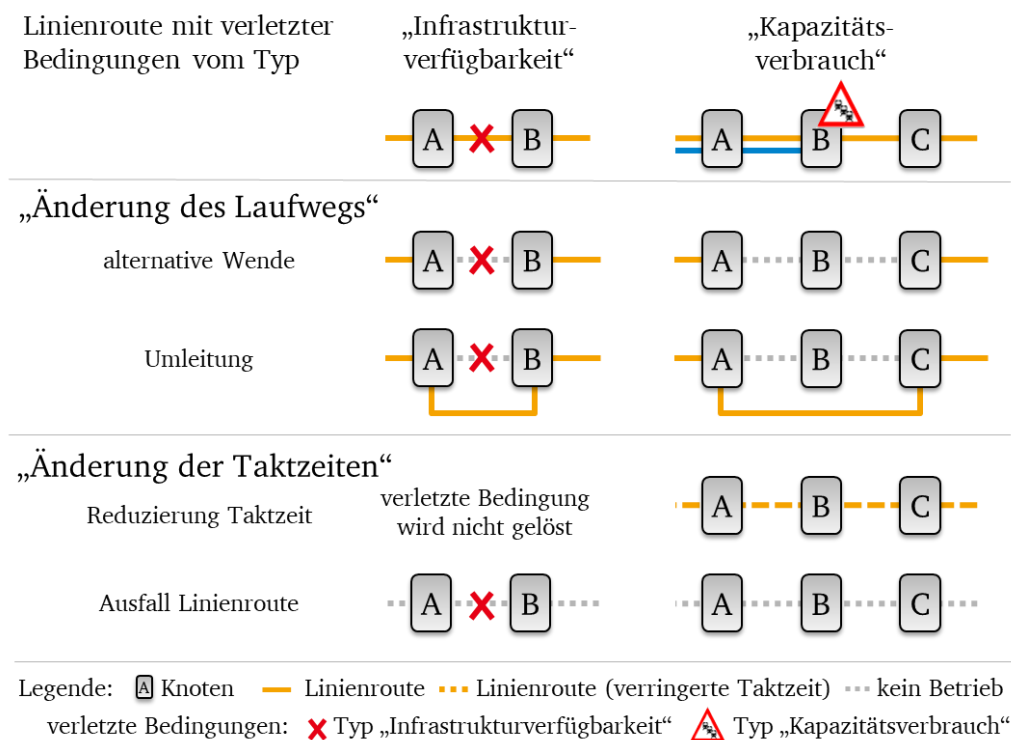 Linienroute mit verletzter
Bedingungen vom Typ
„Infrastruktur-
verfügbarkeit“
„Kapazitäts-
verbrauch“
A B
A B C
„Änderung des Laufwegs“
alternative Wende
A B
A B C
Umleitung
A B
A B C
„Änderung der Taktzeiten“
Reduzierung Taktzeit
verletzte Bedingung
wird nicht gelöst
A B C
Ausfall Linienroute
A B
A B C
Legende: A Knoten Linienroute Linienroute (verringerte Taktzeit) kein Betrieb
verletzte Bedingungen: Typ „Infrastrukturverfügbarkeit“ Typ „Kapazitätsverbrauch“